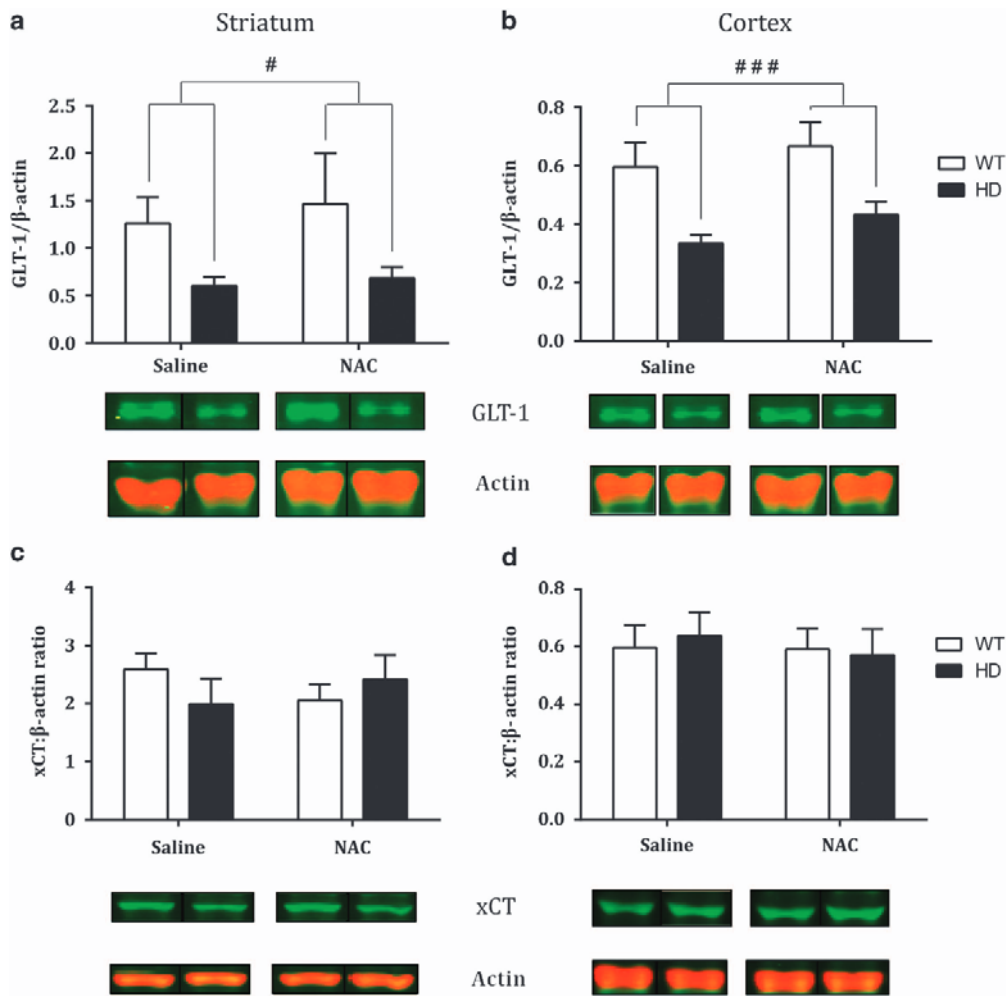 a
Striatum
#
GLT-1/β-actin
2.5
2.0
1.5
1.0
0.5
0.0
Saline
NAC
b
Cortex
###
GLT-1/β-actin
0.8
0.6
0.4
0.2
0.0
Saline
NAC
WT
HD
GLT-1
Actin
c
xCT:β-actin ratio
4
3
2
1
0
Saline
NAC
d
xCT:β-actin ratio
0.8
0.6
0.4
0.2
0.0
Saline
NAC
WT
HD
xCT
Actin